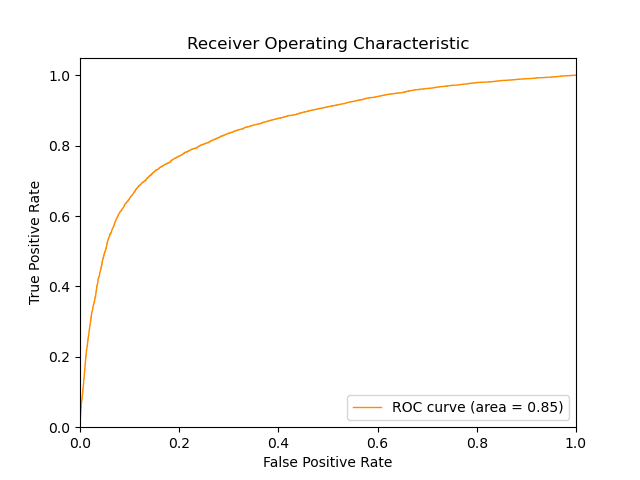 Receiver Operating Characteristic
1.0
0.8
0.6
0.4
0.2
0.0
True Positive Rate
ROC curve (area = 0.85)
0.0 0.2 0.4 0.6 0.8 1.0
False Positive Rate